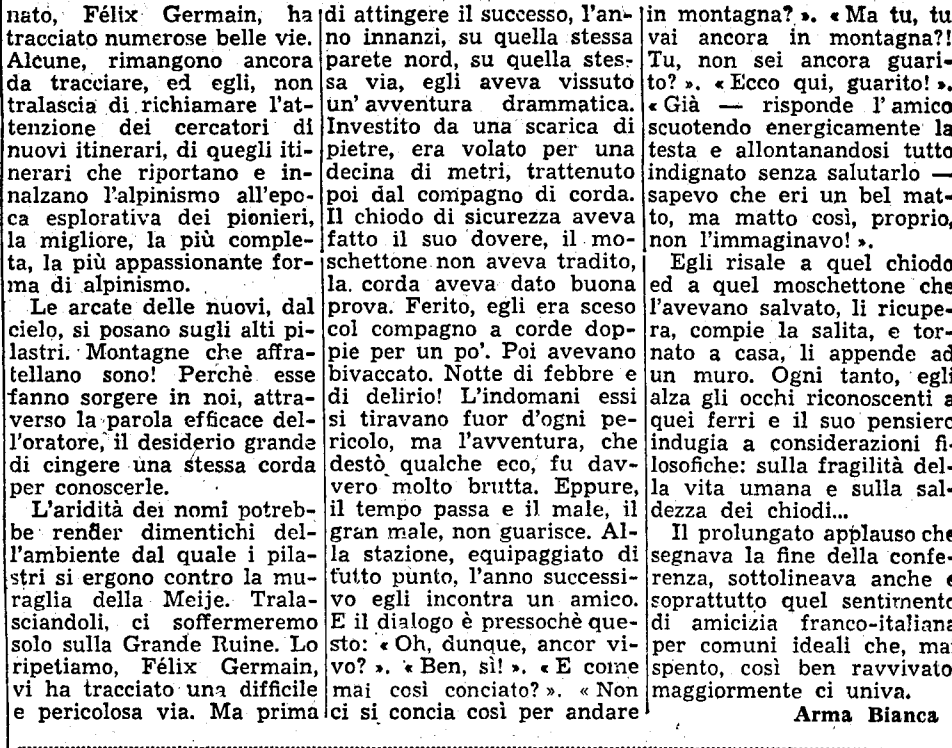 nato, Félix Germain, ha
tracciato numerose belle vie.
Alcune, rimangono ancora
da tracciare, ed egli, non
tralascia di richiamare l'at-
tenzione dei cercatori di
nuovi itinerari, di quegli iti-
nerari che riportano e in-
nalzano l'alpinismo all'epo-
ca esplorativa dei pionieri,
la migliore, la più comple-
ta, la più appassionante for-
ma di alpinismo.
Le arcate delle nuovi, dal
cielo, si posano sugli alti pi-
lastri. Montagne che affra-
tellano sono! Perchè esse
fanno sorgere in noi, attra-
verso la parola efficace del-
l'oratore, il desiderio grande
di cingere una stessa corda
per conoscerle.
L'aridità dei nomi potreb-
be render dimentichi del-
l'ambiente dal quale i pila-
stri si ergono contro la mu-
raglia della Meije. Trala-
sciandoli, ci soffermeremo
solo sulla Grande Ruine. Lo
ripetiamo, Félix Germain,
vi ha tracciato una difficile
e pericolosa via. Ma prima
di attingere il successo, l'an-
no innanzi, su quella stessa
parete nord, su quella stes-
sa via, egli aveva vissuto
un' avventura drammatica.
Investito da una scarica di
pietre, era volato per una
decina di metri, trattenuto
poi dal compagno di corda.
Il chiodo di sicurezza aveva
fatto il suo dovere, il mo-
schettone non aveva tradito,
la corda aveva dato buona
prova. Ferito, egli era sceso
col compagno a corde dop-
pie per un po'. Poi avevano
bivaccato. Notte di febbre e
di delirio! L'indomani essi
si tiravano fuor d'ogni pe-
ricolo, ma l'avventura, che
destò qualche eco, fu dav-
vero molto brutta. Eppure,
il tempo passa e il male, il
gran male, non guarisce. Al-
la stazione, equipaggiato di
tutto punto, l'anno successi-
vo egli incontra un amico.
E il dialogo è pressochè que-
sto: « Oh, dunque, ancor vi-
vo? ». « Ben, sì! ». « E come
mai così conciato? ». « Non
ci si concia così per andare
in montagna? ». « Ma tu, tu
vai ancora in montagna?!
Tu, non sei ancora guari-
to? ». « Ecco qui, guarito! ».
« Già — risponde l'amico
scuotendo energicamente la
testa e allontanandosi tutto
indignato senza salutarlo —
sapevo che eri un bel mat-
to, ma matto così, proprio,
non l'immaginavo! ».
Egli risale a quel chiodo
ed a quel moschettone che
l'avevano salvato, li ricupe-
ra, compie la salita, e tor-
nato a casa, li appende ad
un muro. Ogni tanto, egli
alza gli occhi riconoscenti a
quei ferri e il suo pensiero
indugia a considerazioni fi-
losofiche: sulla fragilità del-
la vita umana e sulla sal-
dezza dei chiodi...
Il prolungato applauso che
segnava la fine della confe-
renza, sottolineava anche e
soprattutto quel sentimento
di amicizia franco-italiana
per comuni ideali che, mai
spento, così ben ravvivato
maggiormente ci univa.
Arma Bianca